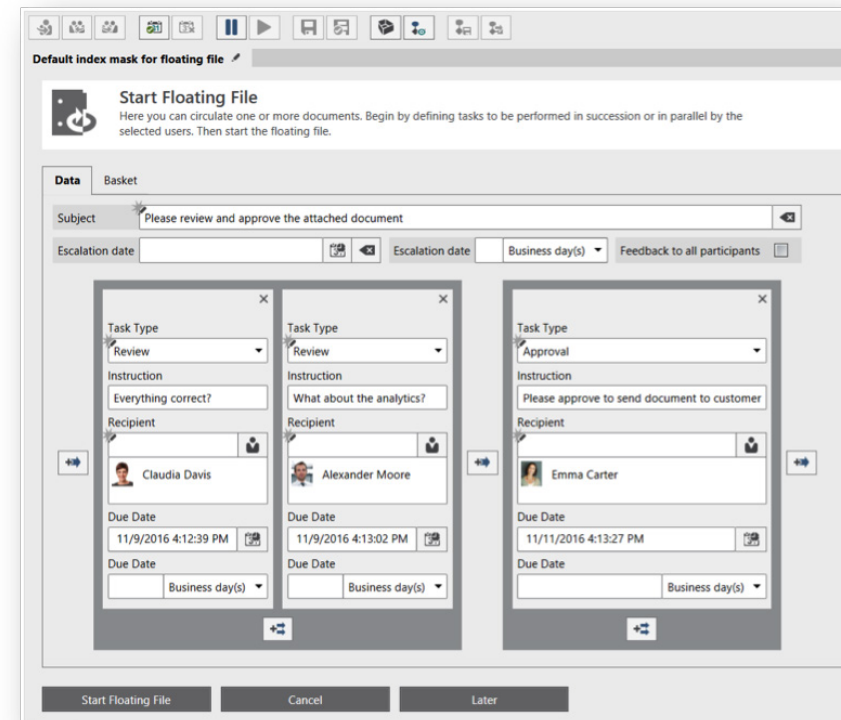 Default index mask for floating file
Start Floating File
Here you can circulate one or more documents. Begin by defining tasks to be performed in succession or in parallel by the
selected users. Then start the floating file.
Data Basket
Subject Please review and approve the attached document
Escalation date Escalation date Business day(s) Feedback to all participants
Task Type Task Type Task Type
Review Review Approval
Instruction Instruction Instruction
Everything correct? What about the analytics? Please approve to send document to customer
Recipient Recipient Recipient
Claudia Davis Alexander Moore Emma Carter
Due Date Due Date Due Date
11/9/2016 4:12:39 PM 11/9/2016 4:13:02 PM 11/11/2016 4:13:27 PM
Due Date Due Date Due Date
Business day(s) Business day(s) Business day(s)
Start Floating File Cancel Later